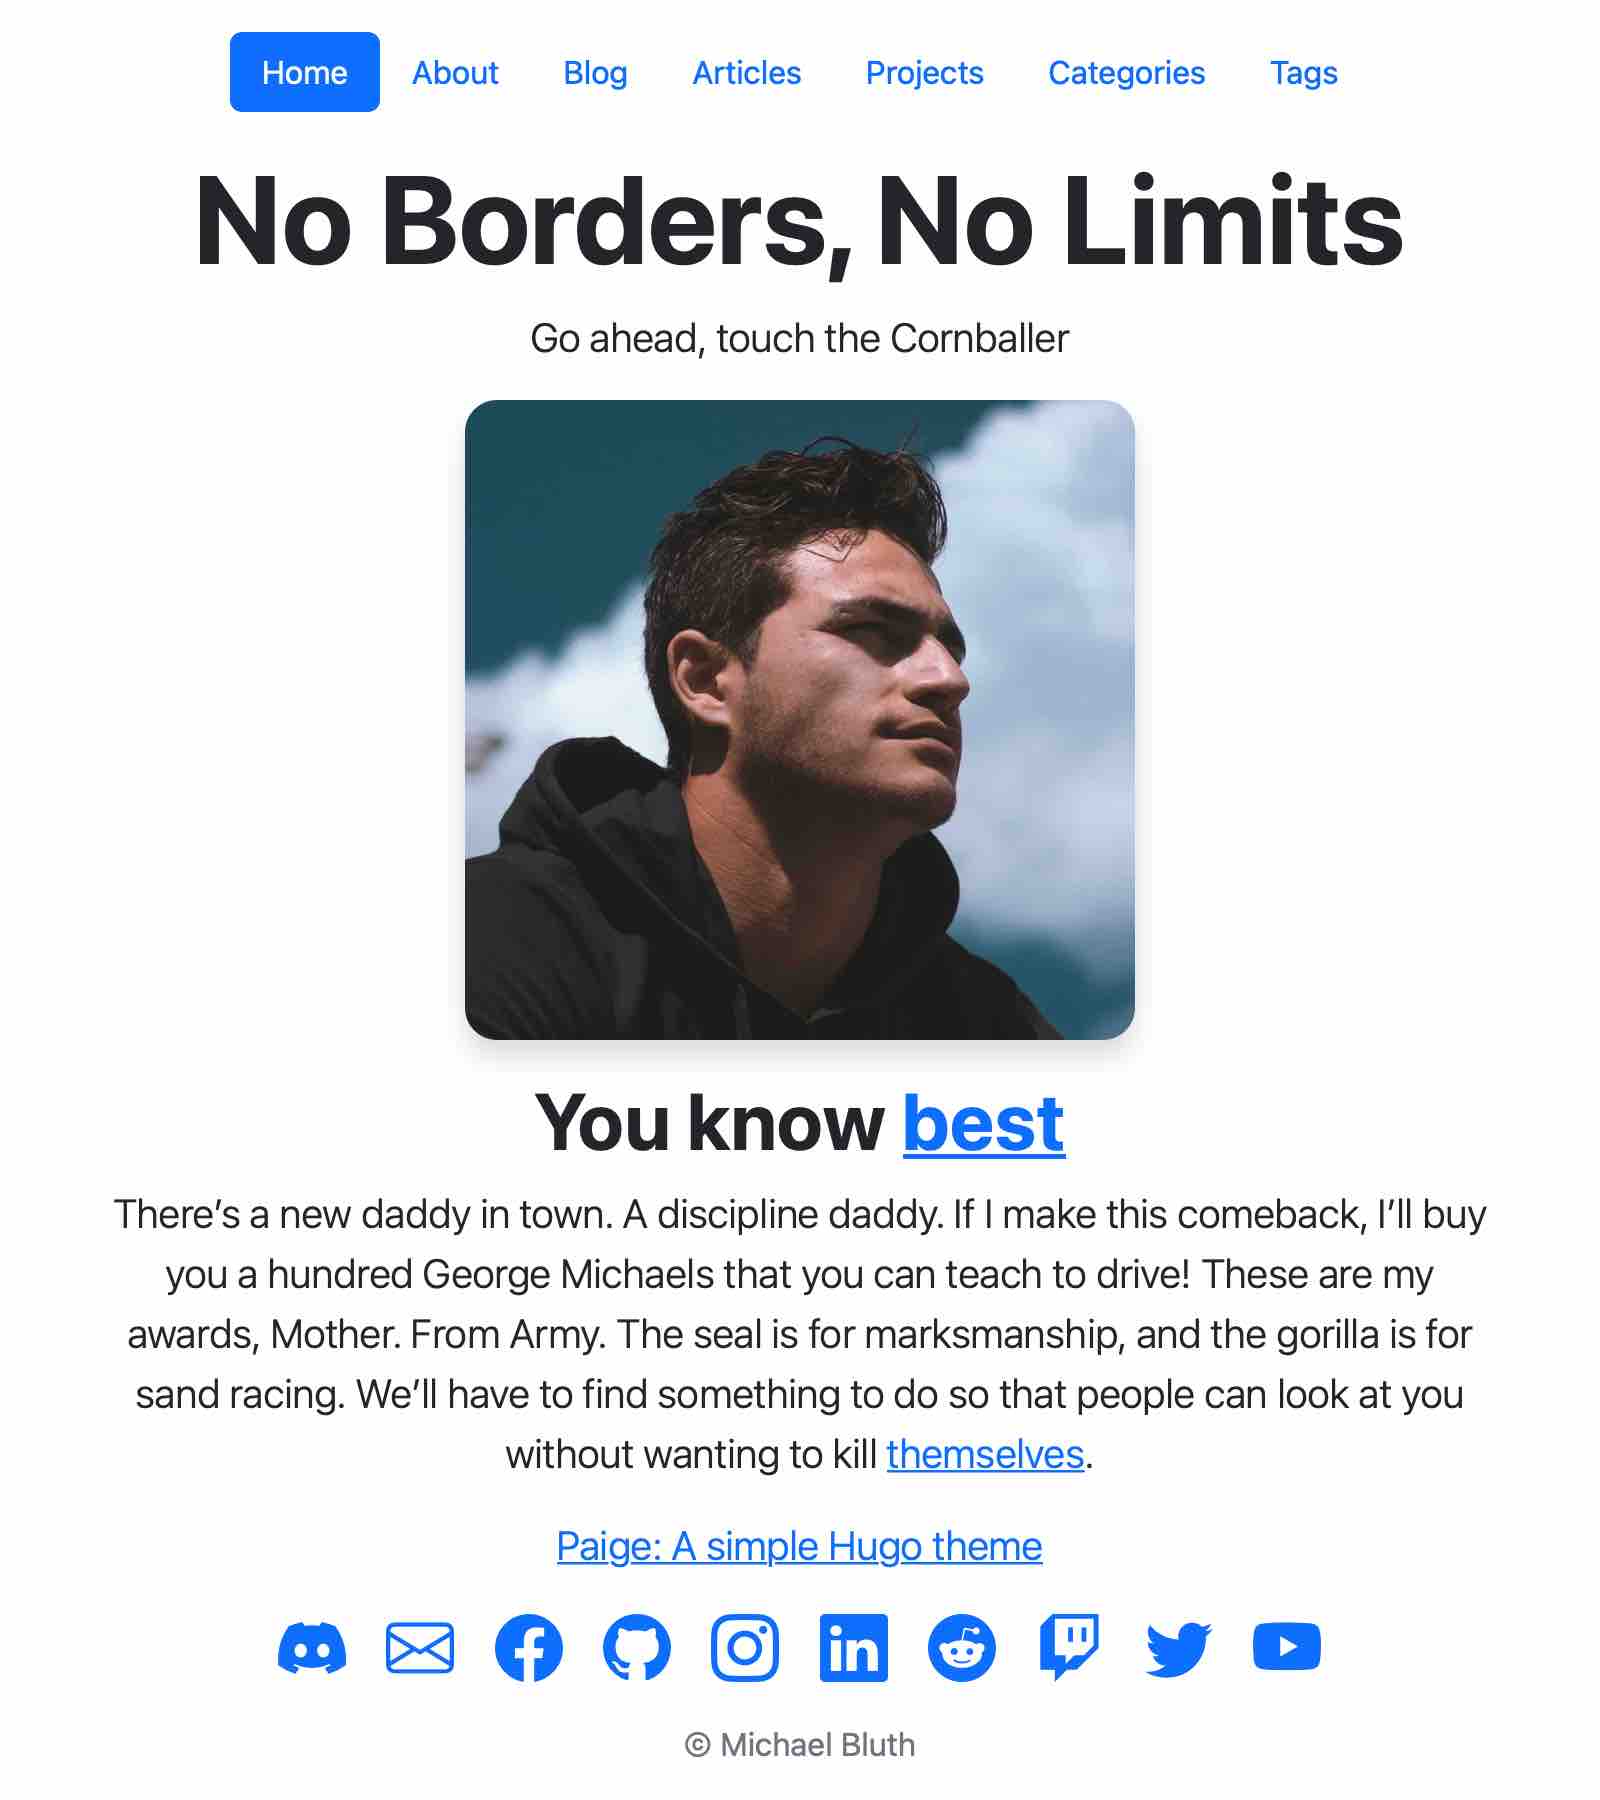 Home About Blog Articles Projects Categories Tags
No Borders, No Limits
Go ahead, touch the Cornballer
You know best
There’s a new daddy in town. A discipline daddy. If I make this comeback, I’ll buy
you a hundred George Michaels that you can teach to drive! These are my
awards, Mother. From Army. The seal is for marksmanship, and the gorilla is for
sand racing. We’ll have to find something to do so that people can look at you
without wanting to kill themselves.
Paige: A simple Hugo theme
© Michael Bluth